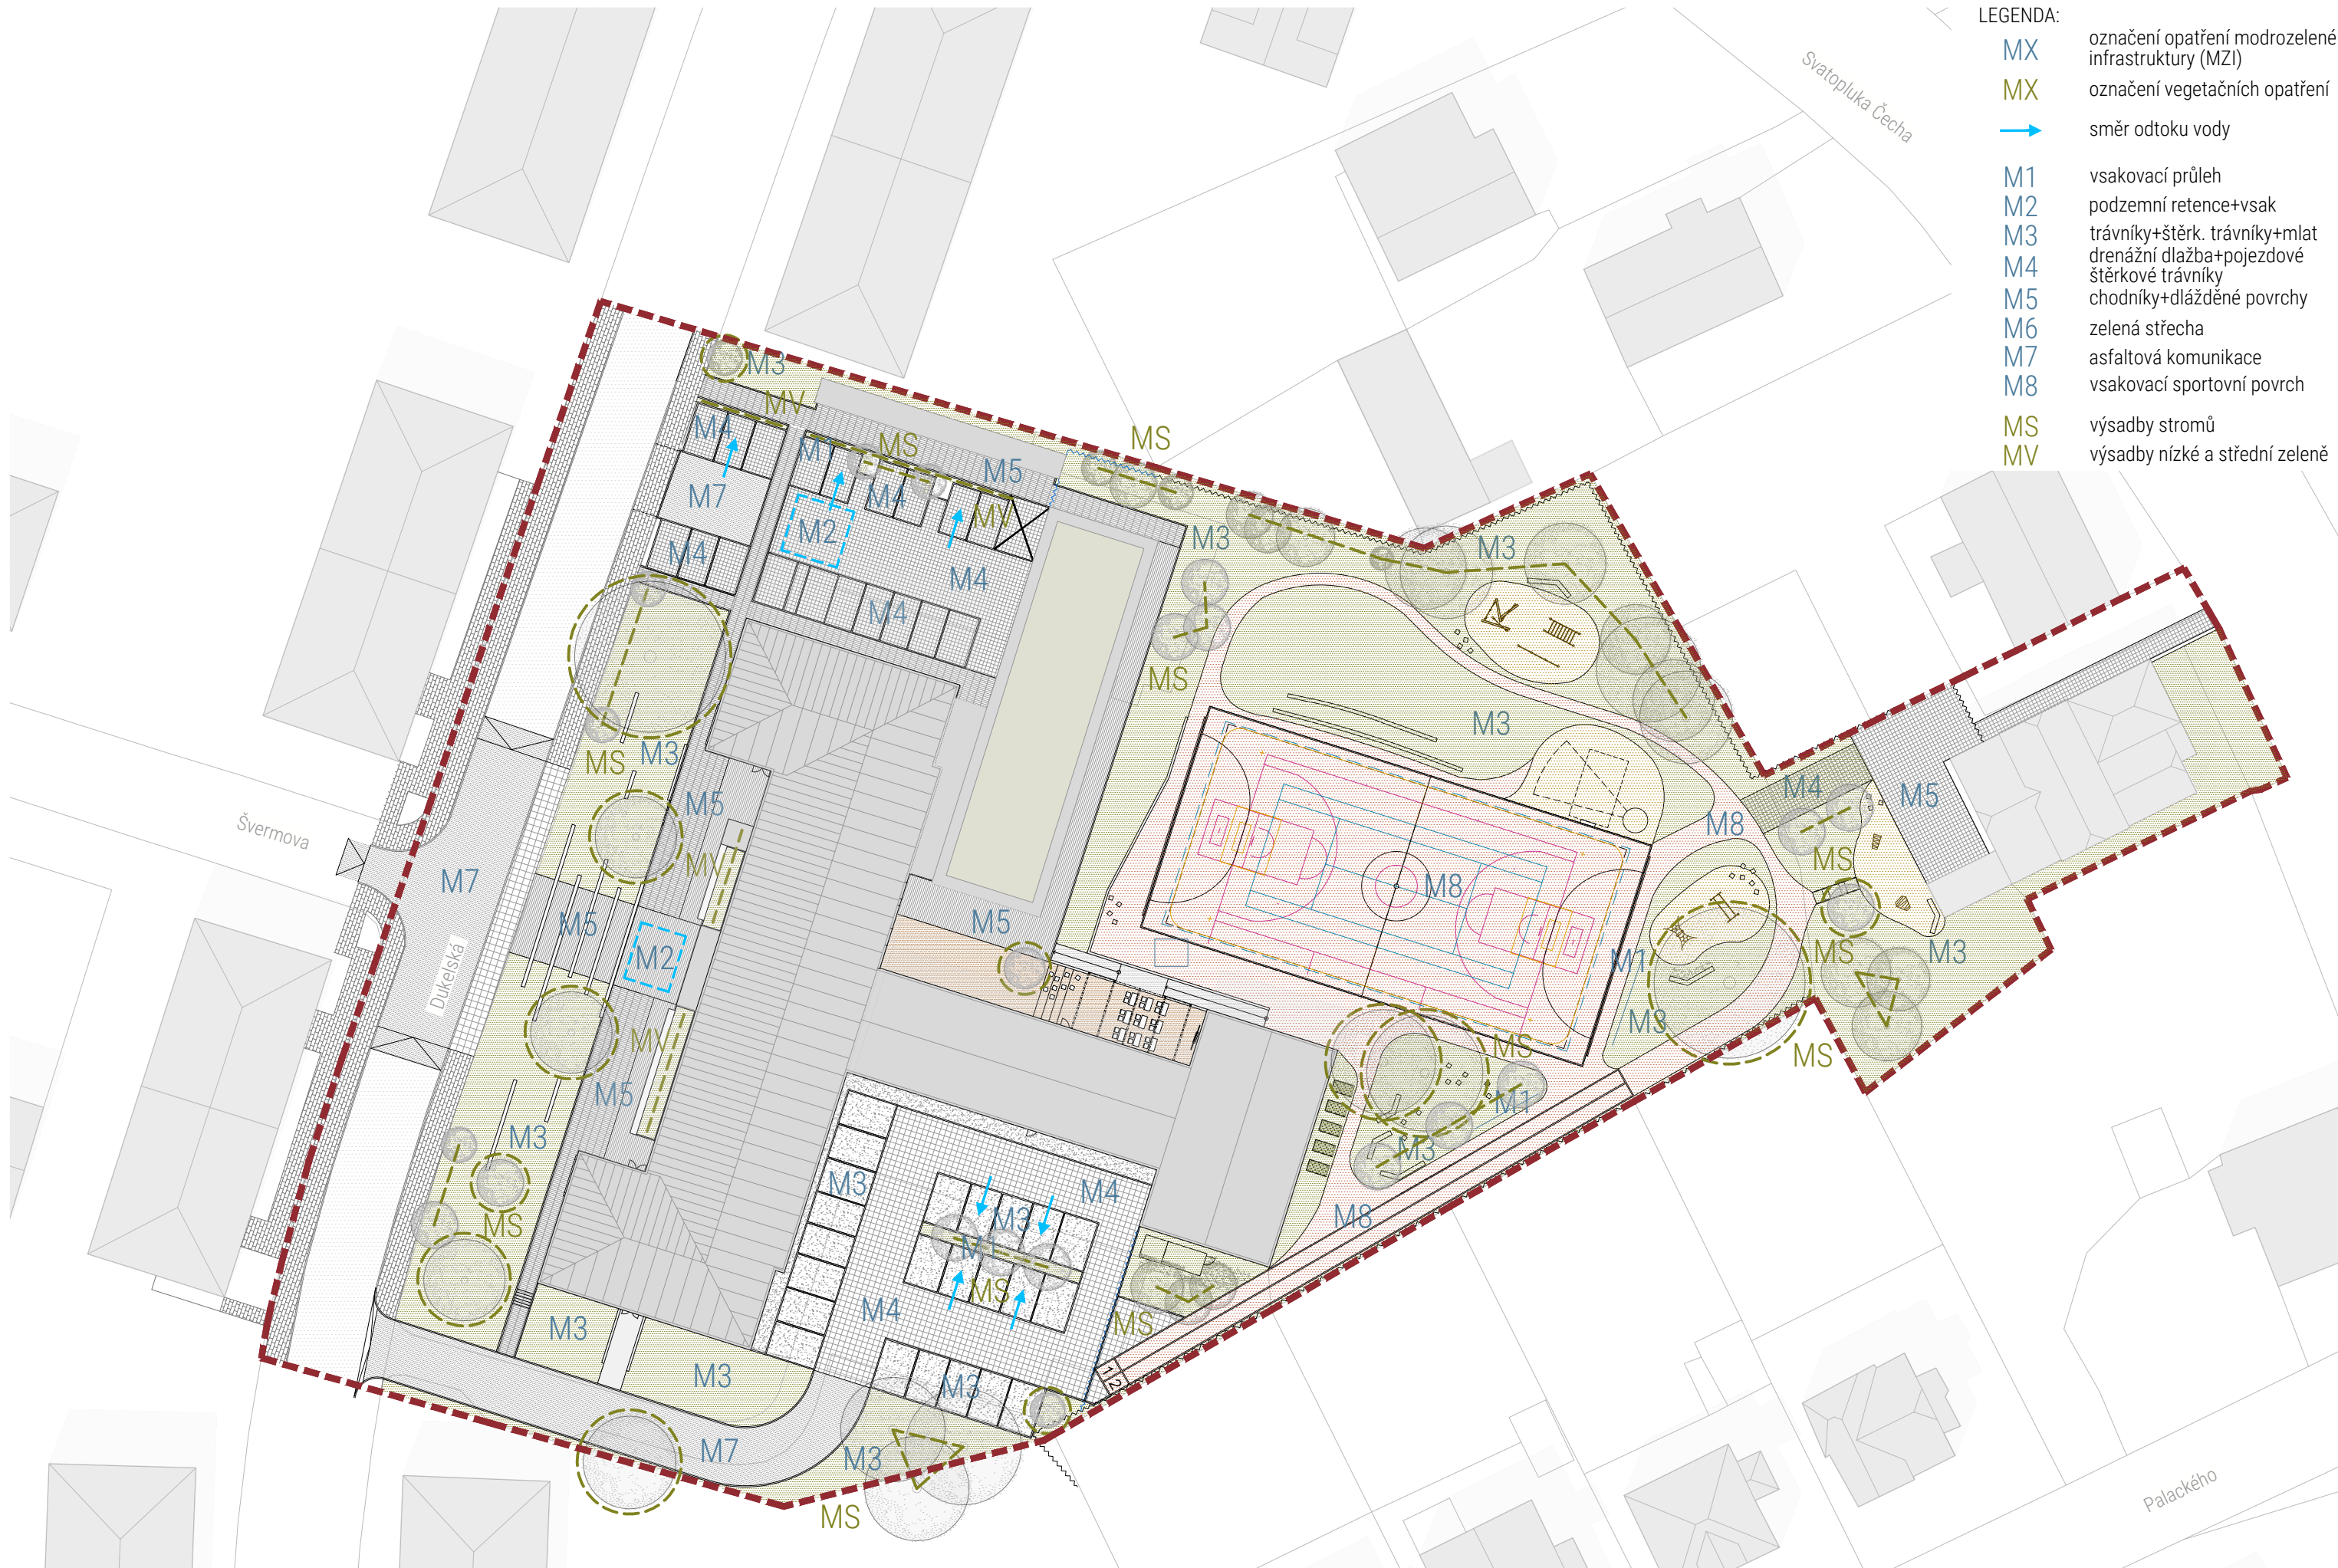 LEGENDA:
MX označení opatření modrozelené
infrastruktury (MZI)
MX označení vegetačních opatření
směr odtoku vody
M1 vsakovací průleh
M2 podzemní retence+vsak
M3 trávníky+štěrk. trávníky+mlat
M4 drenážní dlažba+pojezdové
štěrkové trávníky
M5 chodníky+dlážděné povrchy
M6 zelená střecha
M7 asfaltová komunikace
M8 vsakovací sportovní povrch
MS výsadby stromů
MV výsadby nízké a střední zeleně
Svatopluka Čecha
M3
MV
M4
M1
MS
M5
MS
M7
M4
MV
M2
M3
M3
M4
M4
M4
MS
M3
MS
M3
M5
M4
M5
M8
MS
MV
M8
Švermova
M7
M5
M5
MS
M3
M2
M1
M8
MV
MS
MS
M5
M1
M3
M3
M3
M4
M8
M3
MS
M1
MS
M4
MS
M3
M3
M3
1
2
M7
M3
MS
Dukelská
Palackého